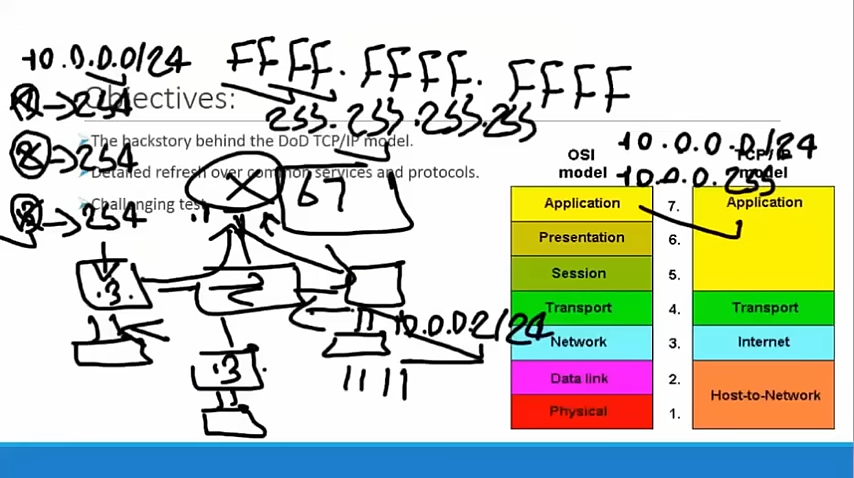 10.0.0.0/24
FFFF. FFFF. FFFF
Objectives:
255.255.255.255
→ 254
The backstory behind the DoD TCP/IP model.
→ 254
Detailed refresh over common services and protocols.
→ 254
Challenging test
67
.1
.3
2
.3
10.0.0.2/24
10.0.0.0/24
10.0.0.255
OSI model
TCP/IP model
Application 7. Application
Presentation 6.
Session 5.
Transport 4. Transport
Network 3. Internet
Data link 2. Host-to-Network
Physical 1.